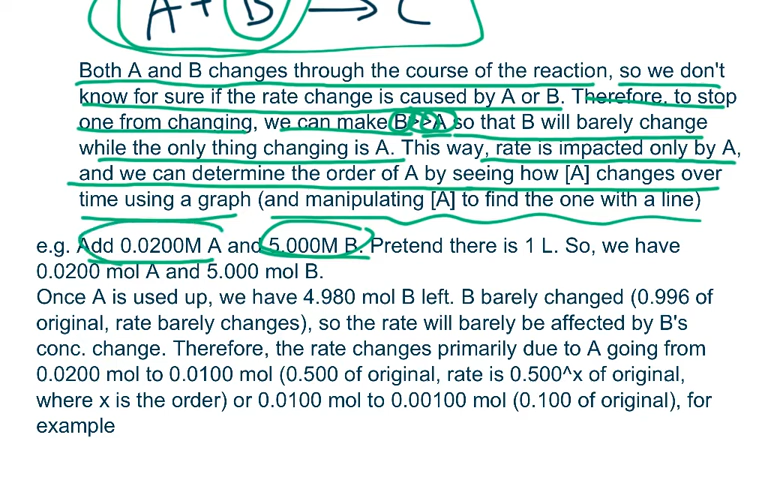 A + B → C
Both A and B changes through the course of the reaction, so we don't
know for sure if the rate change is caused by A or B. Therefore, to stop
one from changing, we can make B>>A so that B will barely change
while the only thing changing is A. This way, rate is impacted only by A,
and we can determine the order of A by seeing how [A] changes over
time using a graph (and manipulating [A] to find the one with a line)
e.g. Add 0.0200M A and 5.000M B. Pretend there is 1 L. So, we have
0.0200 mol A and 5.000 mol B.
Once A is used up, we have 4.980 mol B left. B barely changed (0.996 of
original, rate barely changes), so the rate will barely be affected by B's
conc. change. Therefore, the rate changes primarily due to A going from
0.0200 mol to 0.0100 mol (0.500 of original, rate is 0.500^x of original,
where x is the order) or 0.0100 mol to 0.00100 mol (0.100 of original), for
example